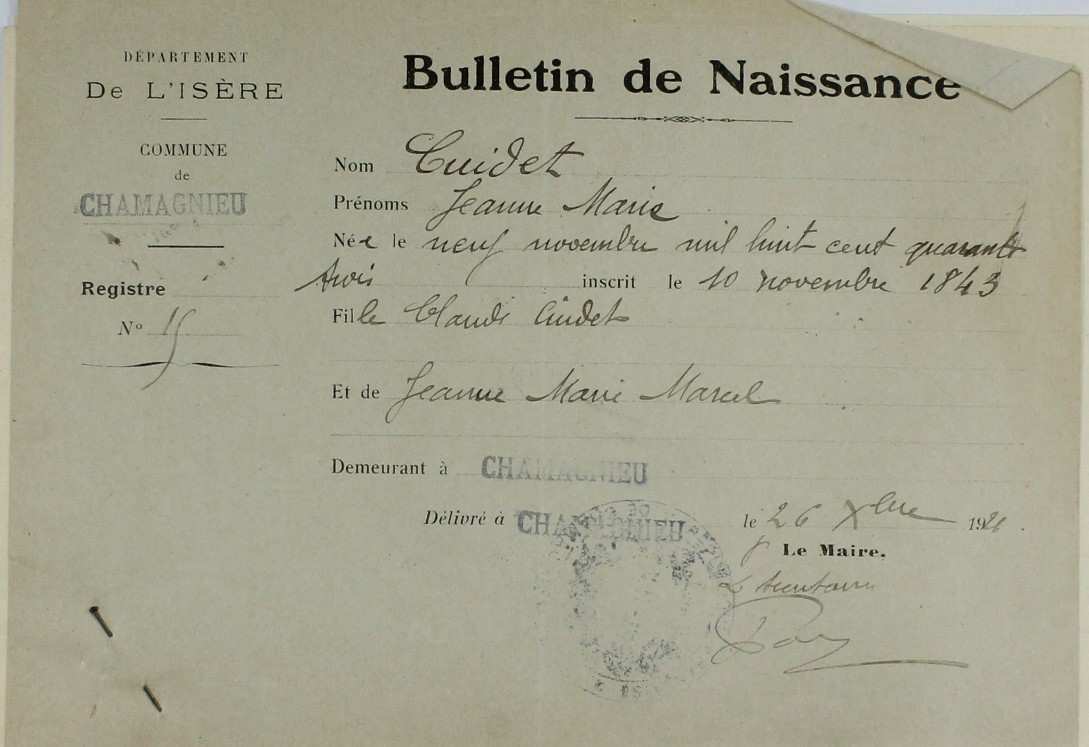 DÉPARTEMENT
DE L'ISÈRE
COMMUNE
de
CHAMAGNIEU
Registre
N° 15
Bulletin de Naissance
Nom Cuidet
Prénoms Jeanne Marie
Née le neuf novembre mil huit cent quarante
trois inscrit le 10 novembre 1843
Fille Claude Cuidet
Et de Jeanne Marie Marcel
Demeurant à CHAMAGNIEU
Délivré à CHAMAGNIEU le 26 Xbre 192
Le Maire.